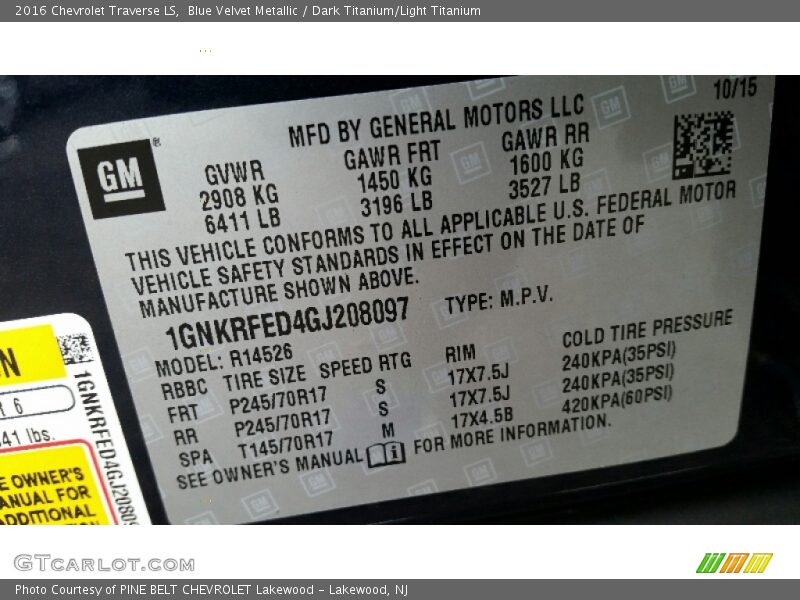 2016 Chevrolet Traverse LS,  Blue Velvet Metallic / Dark Titanium/Light Titanium
10/15
MFD BY GENERAL MOTORS LLC
GM®
GVWR GAWR FRT GAWR RR
2908 KG 1450 KG 1600 KG
6411 LB 3196 LB 3527 LB
THIS VEHICLE CONFORMS TO ALL APPLICABLE U.S. FEDERAL MOTOR
VEHICLE SAFETY STANDARDS IN EFFECT ON THE DATE OF
MANUFACTURE SHOWN ABOVE.
1GNKRFED4GJ208097 TYPE: M.P.V.
MODEL: R14526
RBBC TIRE SIZE SPEED RTG RIM COLD TIRE PRESSURE
FRT P245/70R17 S 17X7.5J 240KPA(35PSI)
RR P245/70R17 S 17X7.5J 240KPA(35PSI)
SPA T145/70R17 M 17X4.5B 420KPA(60PSI)
SEE OWNER'S MANUAL FOR MORE INFORMATION.
N
6
41 lbs.
E OWNER'S
ANUAL FOR
ADDITIONAL
1GNKRFED4GJ20809
GTCARLOT.COM
Photo Courtesy of PINE BELT CHEVROLET Lakewood - Lakewood, NJ